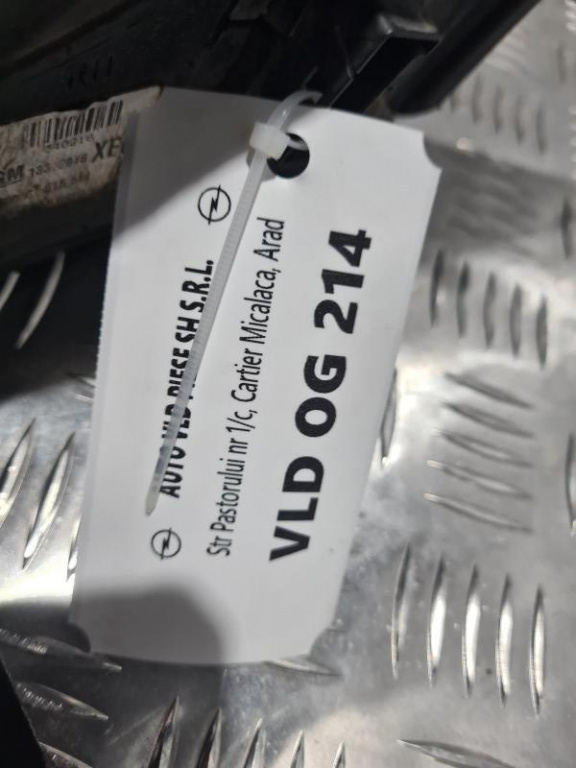 AUTO VLD PIESE SH S.R.L.
Str Pastorului nr 1/c, Cartier Micalaca, Arad
VLD OG 214